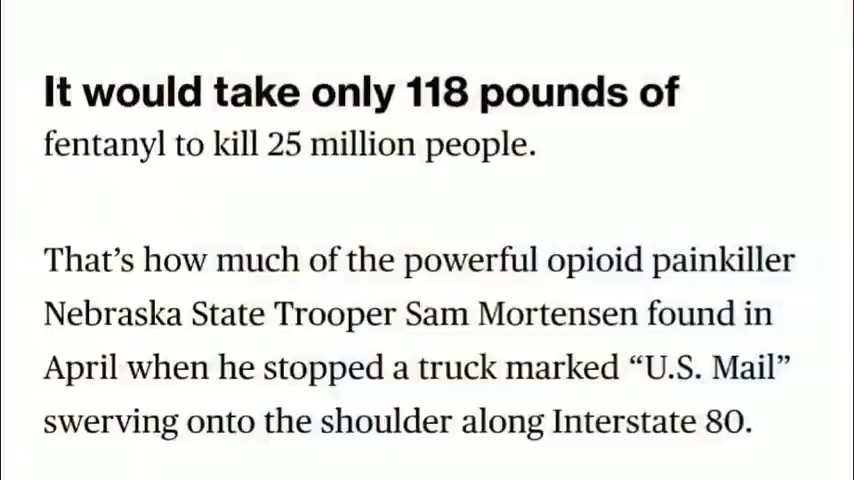 It would take only 118 pounds of
fentanyl to kill 25 million people.
That’s how much of the powerful opioid painkiller
Nebraska State Trooper Sam Mortensen found in
April when he stopped a truck marked “U.S. Mail”
swerving onto the shoulder along Interstate 80.